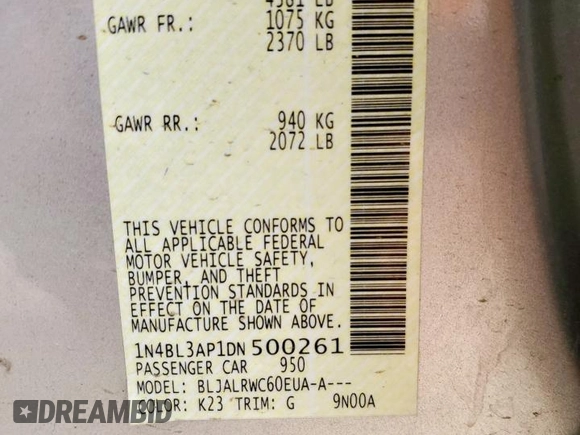 4581 LB
GAWR FR.: 1075 KG
2370 LB
GAWR RR.: 940 KG
2072 LB
THIS VEHICLE CONFORMS TO
ALL APPLICABLE FEDERAL
MOTOR VEHICLE SAFETY,
BUMPER, AND THEFT
PREVENTION STANDARDS IN
EFFECT ON THE DATE OF
MANUFACTURE SHOWN ABOVE.
1N4BL3AP1DN500261
PASSENGER CAR 950
MODEL: BLJALRWC60EUA-A---
COLOR: K23 TRIM: G 9N00A
DREAMBID